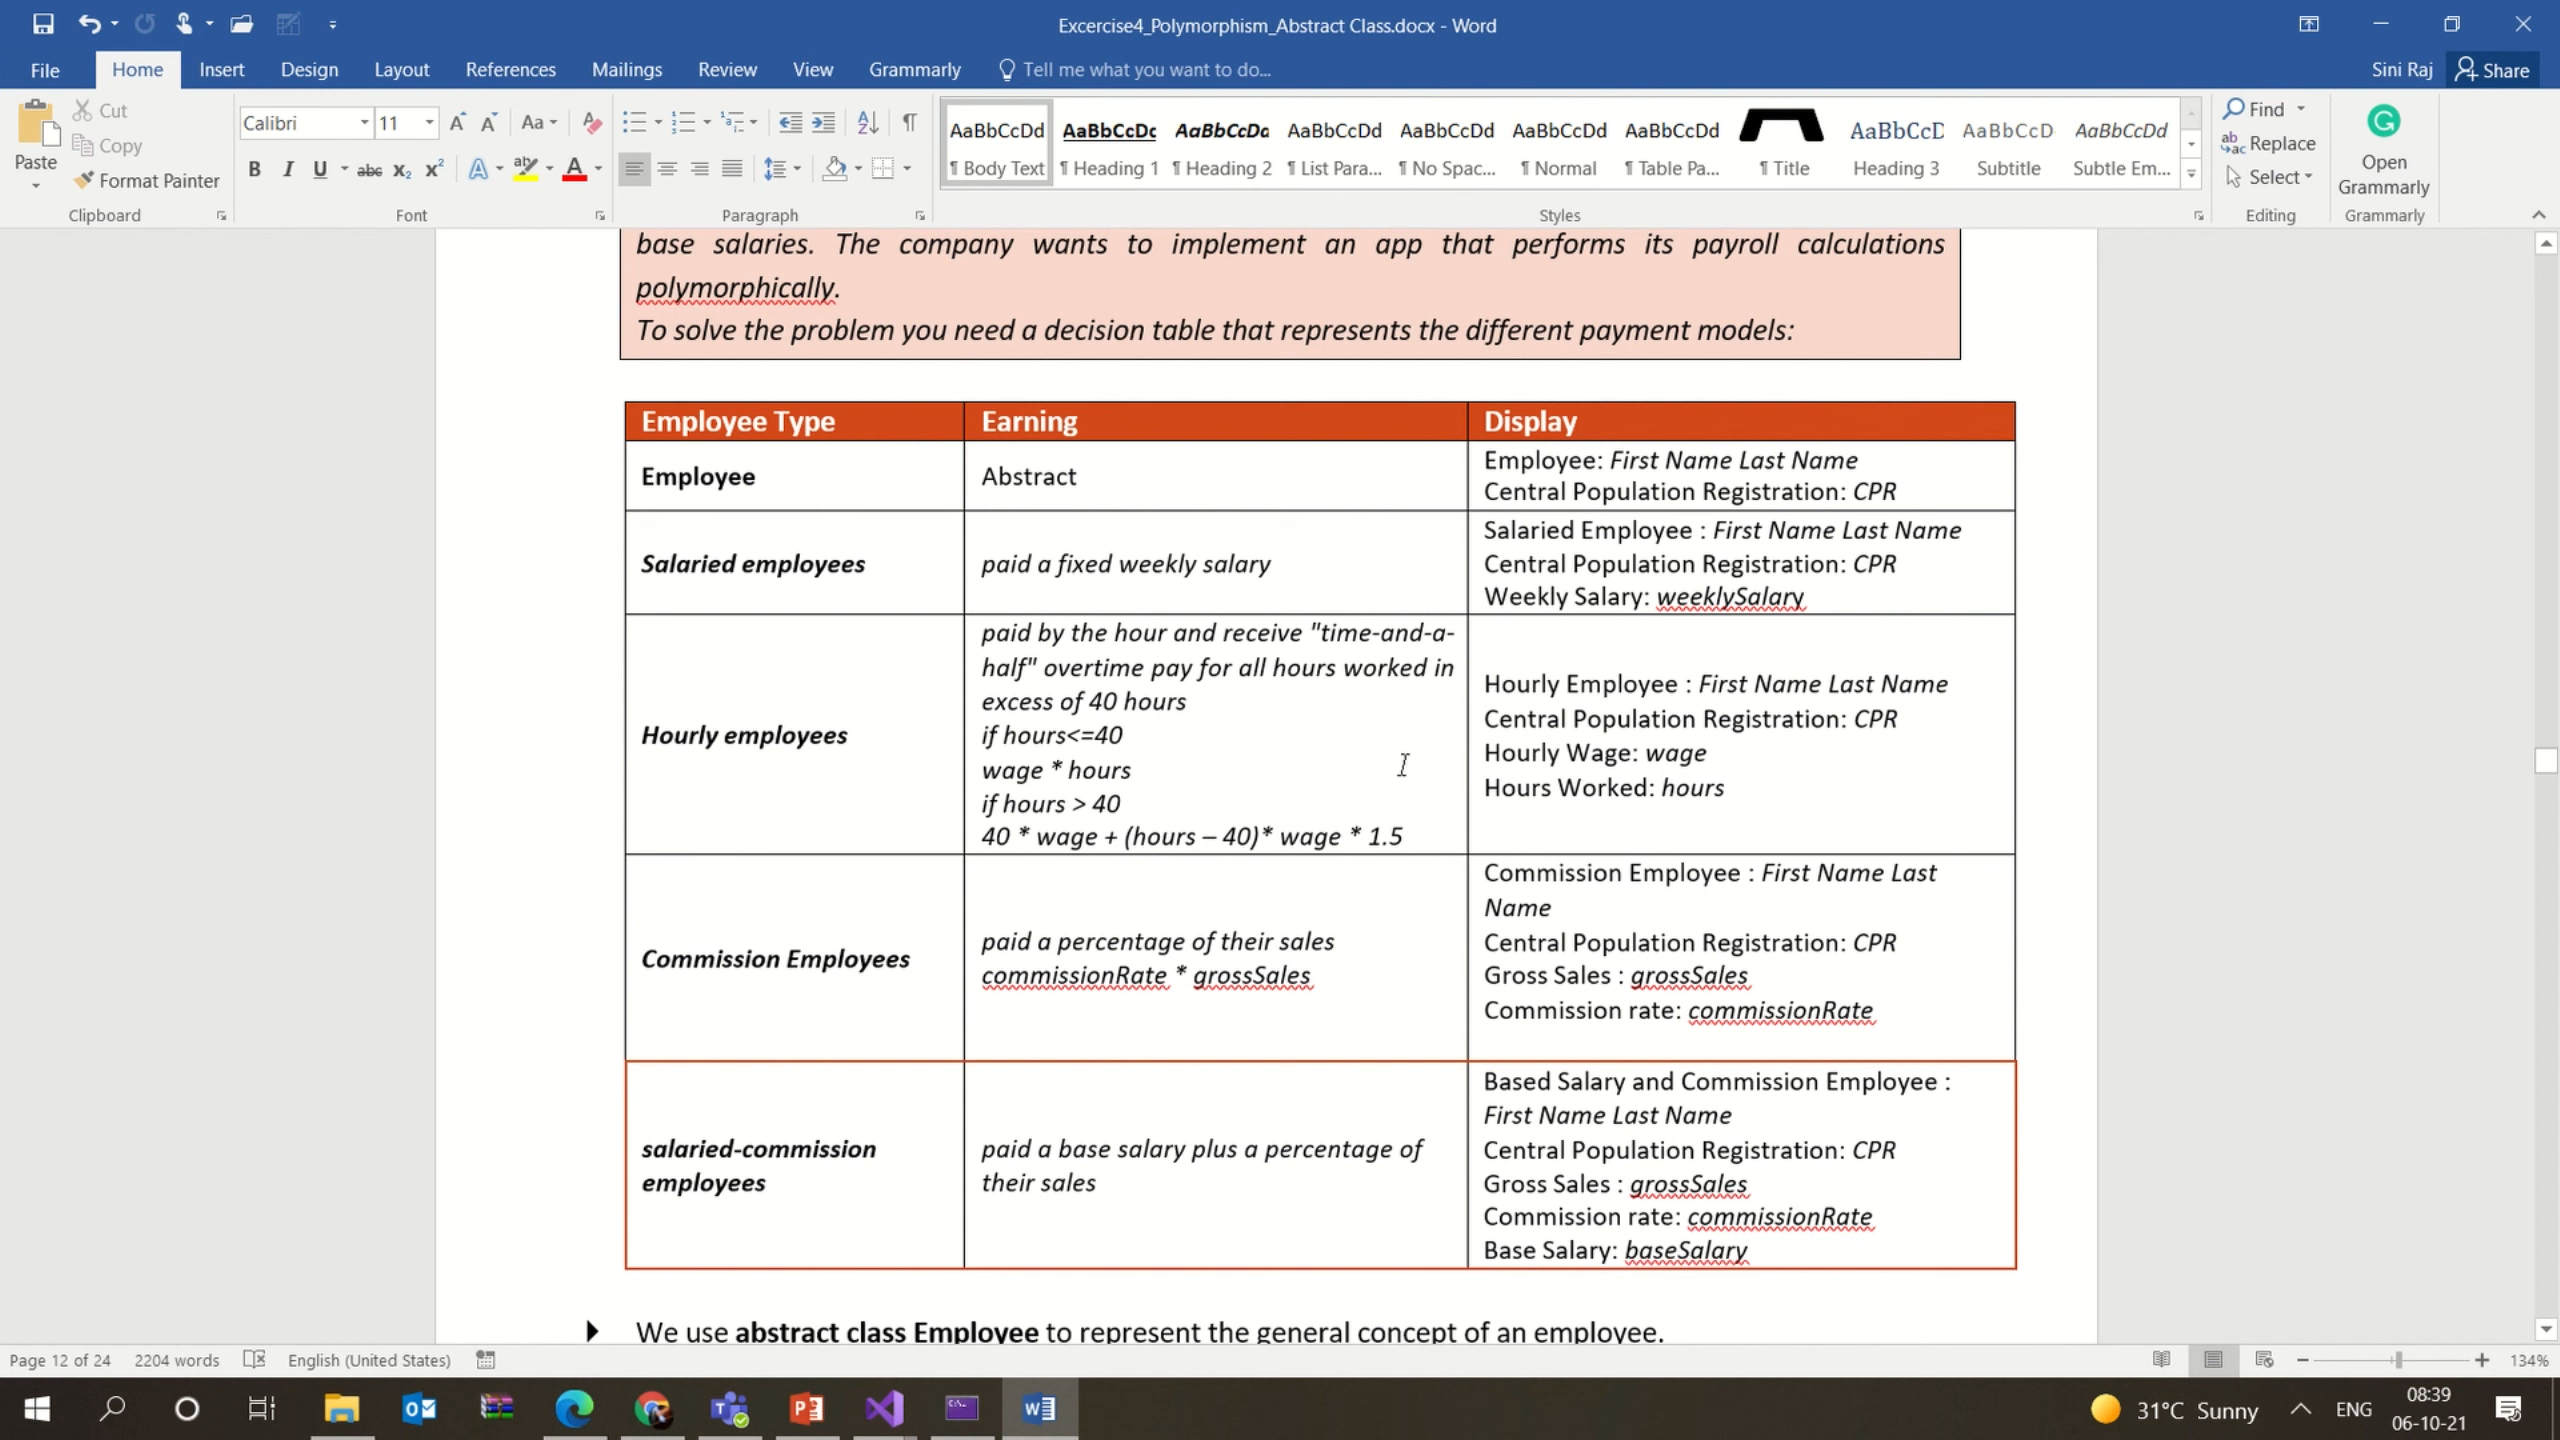 Excercise4_Polymorphism_Abstract Class.docx - Word
File Home Insert Design Layout References Mailings Review View Grammarly Tell me what you want to do... Sini Raj Share
Paste
Cut
Copy
Format Painter
Clipboard
Calibri 11
Font
Paragraph
AaBbCcDd AaBbCcDc AaBbCcDa AaBbCcDd AaBbCcDd AaBbCcDd AaBbCcDd AaBbCcC AaBbCcD AaBbCcDd
¶ Body Text ¶ Heading 1 ¶ Heading 2 ¶ List Para... ¶ No Spac... ¶ Normal ¶ Table Pa... ¶ Title Heading 3 Subtitle Subtle Em...
Styles
Find
Replace
Select
Editing
Open
Grammarly
Grammarly
base salaries. The company wants to implement an app that performs its payroll calculations
polymorphically.
To solve the problem you need a decision table that represents the different payment models:
Employee Type Earning Display
Employee
Abstract
Employee: First Name Last Name
Central Population Registration: CPR
Salaried employees
paid a fixed weekly salary
Salaried Employee : First Name Last Name
Central Population Registration: CPR
Weekly Salary: weeklySalary
Hourly employees
paid by the hour and receive "time-and-a-
half" overtime pay for all hours worked in
excess of 40 hours
if hours<=40
wage * hours
if hours > 40
40 * wage + (hours – 40)* wage * 1.5
Hourly Employee : First Name Last Name
Central Population Registration: CPR
Hourly Wage: wage
Hours Worked: hours
Commission Employees
paid a percentage of their sales
commissionRate * grossSales
Commission Employee : First Name Last
Name
Central Population Registration: CPR
Gross Sales : grossSales
Commission rate: commissionRate
salaried-commission
employees
paid a base salary plus a percentage of
their sales
Based Salary and Commission Employee :
First Name Last Name
Central Population Registration: CPR
Gross Sales : grossSales
Commission rate: commissionRate
Base Salary: baseSalary
We use abstract class Employee to represent the general concept of an employee.
Page 12 of 24 2204 words English (United States) 134%
31°C Sunny ENG 08:39
06-10-21